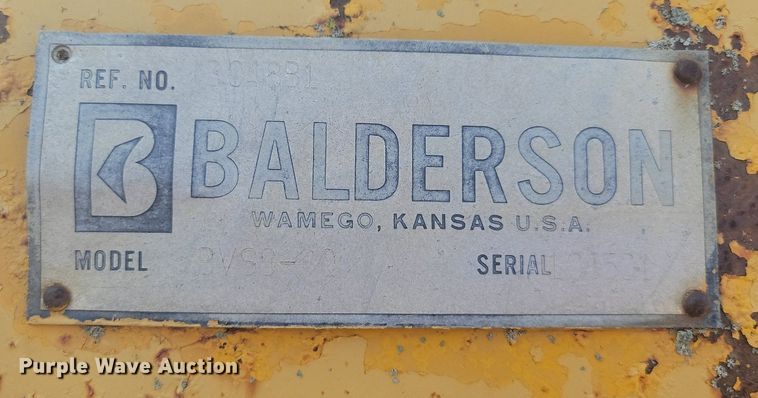 REF. NO.
B BALDERSON
WAMEGO, KANSAS U.S.A.
MODEL SERIAL
Purple Wave Auction